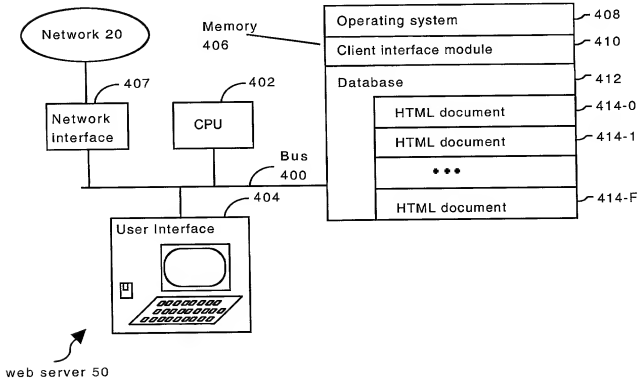 Network 20
407
Network
interface
402
CPU
Bus
400
404
User Interface
web server 50
Memory
406
Operating system
408
Client interface module
410
Database
412
HTML document
414-0
HTML document
414-1
•••
HTML document
414-F